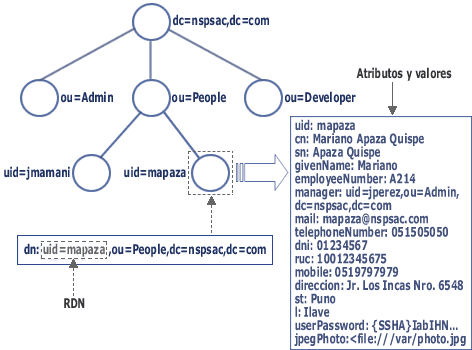 dc=nspsac,dc=com
ou=Admin
ou=People
ou=Developer
uid=jmamani
uid=mapaza
dn: uid=mapaza,ou=People,dc=nspsac,dc=com
RDN
Atributos y valores
uid: mapaza
cn: Mariano Apaza Quispe
sn: Apaza Quispe
givenName: Mariano
employeeNumber: A214
manager: uid=jperez,ou=Admin,
dc=nspsac,dc=com
mail: mapaza@nspsac.com
telephoneNumber: 051505050
dni: 01234567
ruc: 10012345675
mobile: 0519797979
direccion: Jr. Los Incas Nro. 6548
st: Puno
l: Ilave
userPassword: {SSHA}IabIHN...
jpegPhoto:<file:///var/photo.jpg